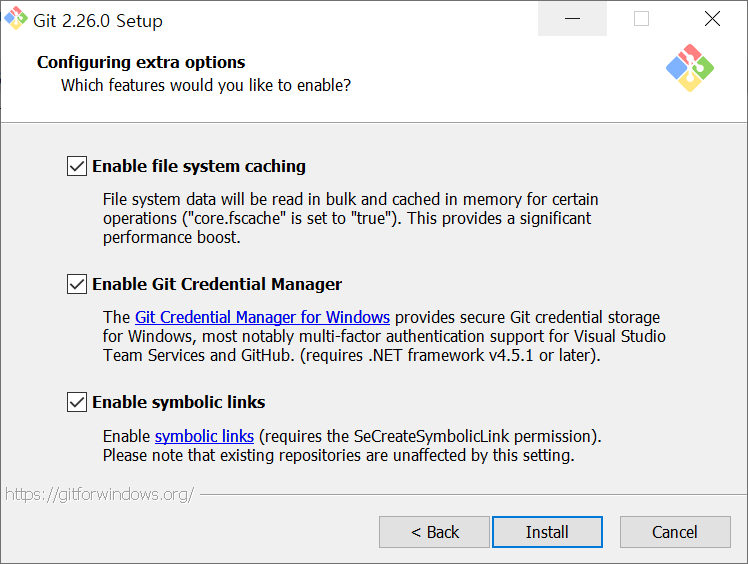 Git 2.26.0 Setup
Configuring extra options
Which features would you like to enable?
Enable file system caching
File system data will be read in bulk and cached in memory for certain
operations ("core.fscache" is set to "true"). This provides a significant
performance boost.
Enable Git Credential Manager
The Git Credential Manager for Windows provides secure Git credential storage
for Windows, most notably multi-factor authentication support for Visual Studio
Team Services and GitHub. (requires .NET framework v4.5.1 or later).
Enable symbolic links
Enable symbolic links (requires the SeCreateSymbolicLink permission).
Please note that existing repositories are unaffected by this setting.
https://gitforwindows.org/
< Back
Install
Cancel